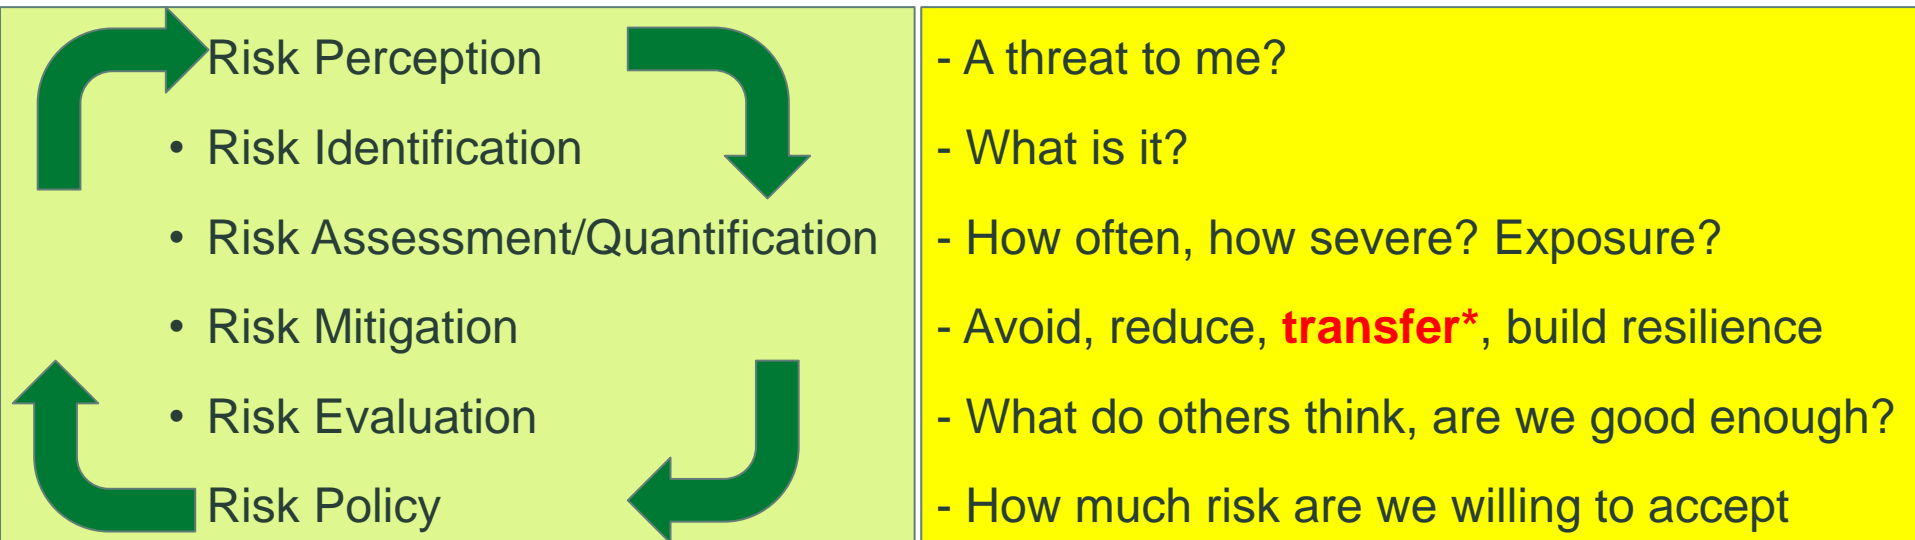 Risk Perception
• Risk Identification
• Risk Assessment/Quantification
• Risk Mitigation
• Risk Evaluation
Risk Policy
- A threat to me?
- What is it?
- How often, how severe? Exposure?
- Avoid, reduce, transfer*, build resilience
- What do others think, are we good enough?
- How much risk are we willing to accept